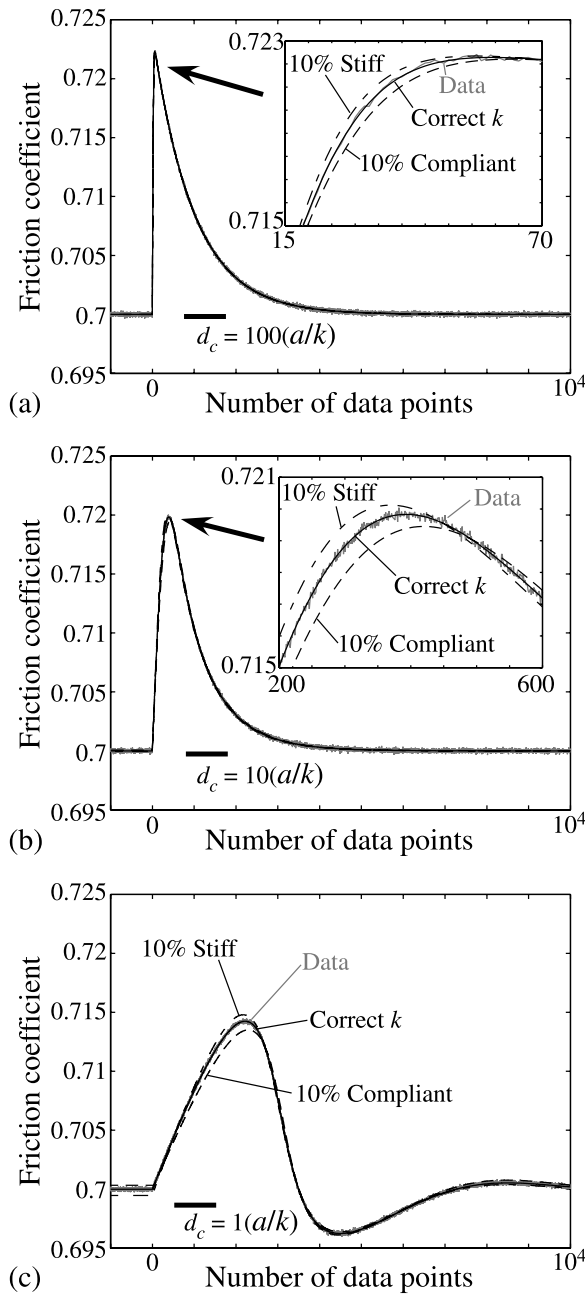 0.725
0.72
0.715
0.71
0.705
0.7
0.695
Friction coefficient
0.723
0.715
15
70
10% Stiff
Data
Correct k
10% Compliant
d_c = 100(a/k)
0
10^4
(a)
Number of data points
0.725
0.72
0.715
0.71
0.705
0.7
0.695
Friction coefficient
0.721
0.715
200
600
10% Stiff
Data
Correct k
10% Compliant
d_c = 10(a/k)
0
10^4
(b)
Number of data points
0.725
0.72
0.715
0.71
0.705
0.7
0.695
Friction coefficient
10% Stiff
Data
Correct k
10% Compliant
d_c = 1(a/k)
0
10^4
(c)
Number of data points